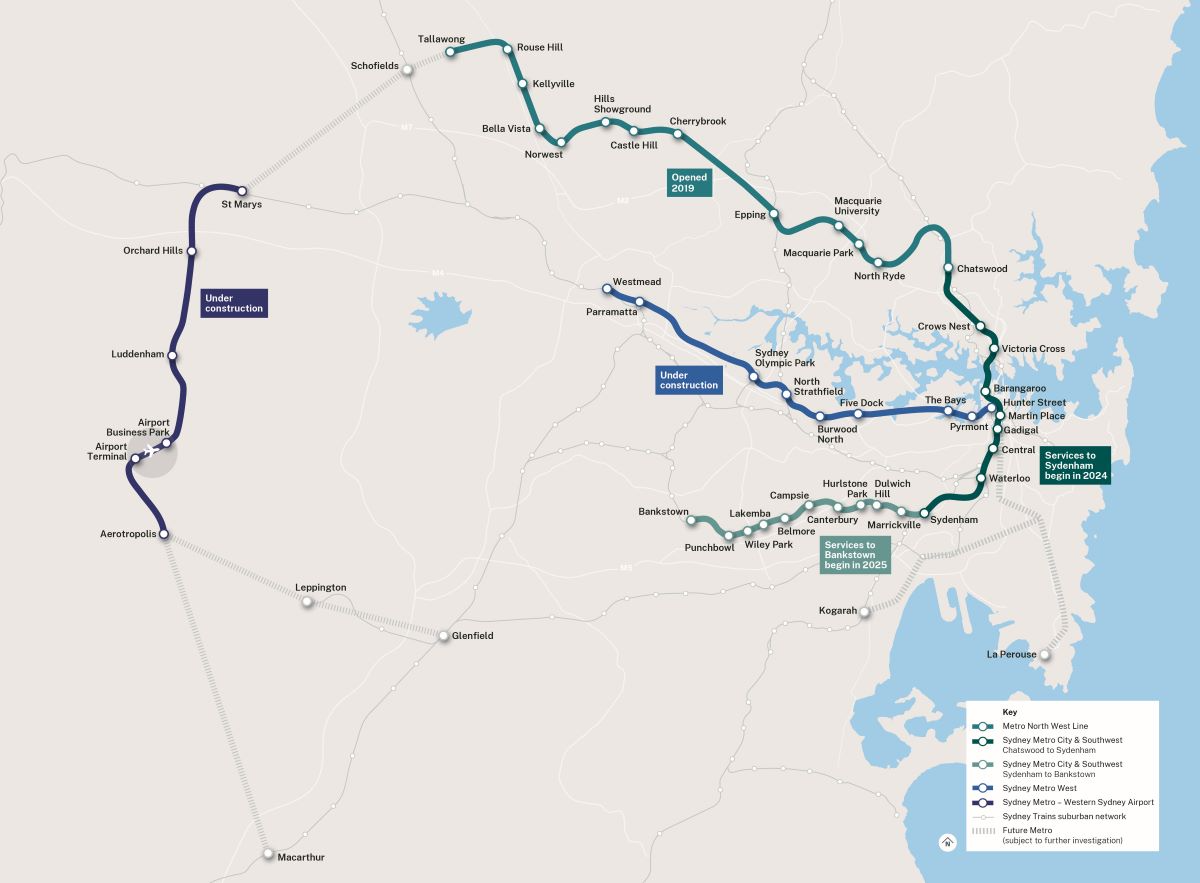 Tallawong
Rouse Hill
Schofields
Kellyville
Hills
Showground
Bella Vista
Cherrybrook
M7
Norwest
Castle Hill
Opened
2019
St Marys
M2
Macquarie
University
Epping
Orchard Hills
Macquarie Park
North Ryde
Chatswood
M4
Under
construction
Westmead
Parramatta
Crows Nest
Luddenham
Sydney
Olympic Park
Victoria Cross
Under
construction
North
Strathfield
Barangaroo
Five Dock
The Bays
Hunter Street
Martin Place
Airport
Business Park
Burwood
North
Pyrmont
Gadigal
Airport
Terminal
Central
Services to
Sydenham
begin in 2024
Waterloo
Hurlstone
Park
Dulwich
Hill
Campsie
Bankstown
Lakemba
Canterbury
Marrickville
Sydenham
Aerotropolis
Belmore
Punchbowl
Wiley Park
Services to
Bankstown
begin in 2025
M5
Leppington
Kogarah
Glenfield
La Perouse
Key
Metro North West Line
Sydney Metro City & Southwest
Chatswood to Sydenham
Sydney Metro City & Southwest
Sydenham to Bankstown
Sydney Metro West
Sydney Metro – Western Sydney Airport
Sydney Trains suburban network
Future Metro
(subject to further investigation)
N
Macarthur